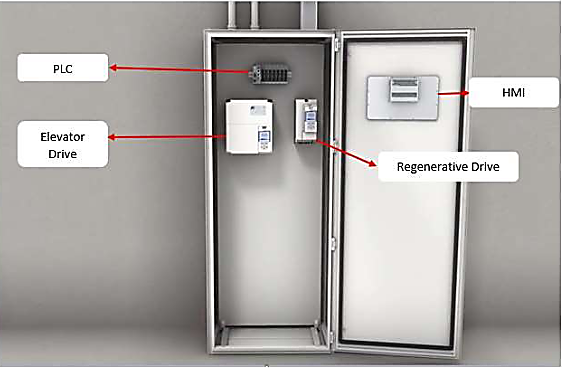 PLC
HMI
Elevator
Drive
Regenerative Drive